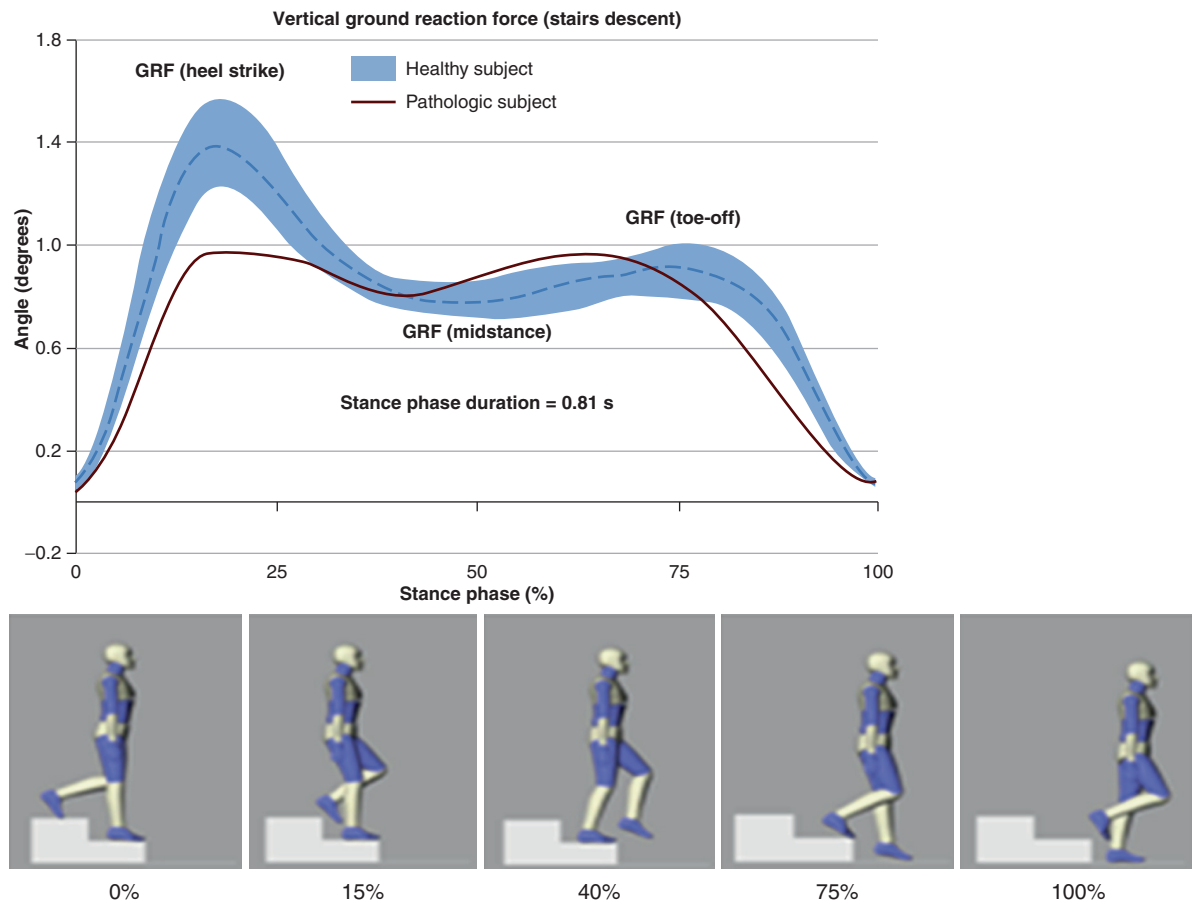 Vertical ground reaction force (stairs descent)
1.8
GRF (heel strike)
Healthy subject
Pathologic subject
1.4
GRF (toe-off)
1.0
Angle (degrees)
GRF (midstance)
0.6
Stance phase duration = 0.81 s
0.2
–0.2
0 25 50 75 100
Stance phase (%)
0% 15% 40% 75% 100%